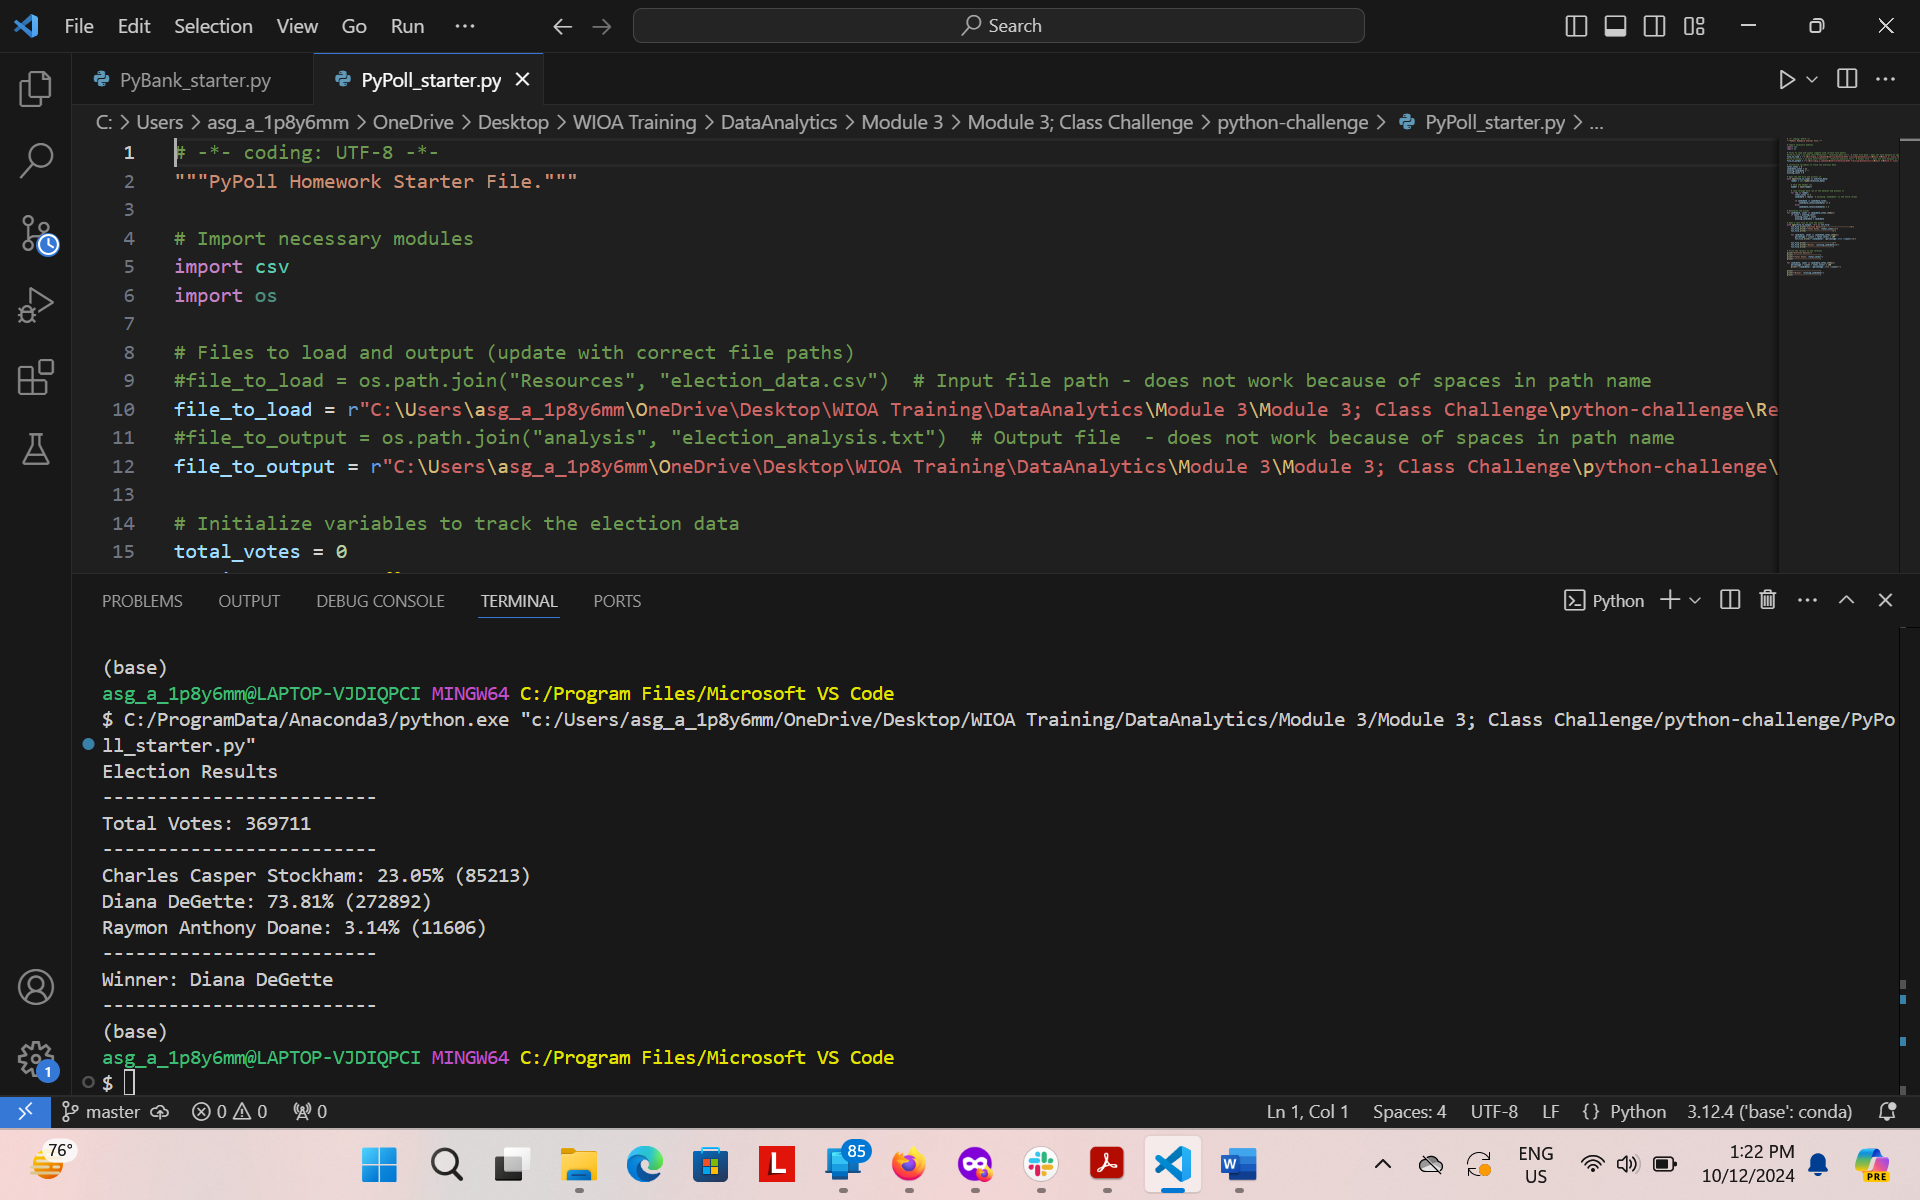 File Edit Selection View Go Run ... Search
PyBank_starter.py PyPoll_starter.py
C: > Users > asg_a_1p8y6mm > OneDrive > Desktop > WIOA Training > DataAnalytics > Module 3 > Module 3; Class Challenge > python-challenge > PyPoll_starter.py > ...
1 # -*- coding: UTF-8 -*-
2 """PyPoll Homework Starter File."""
3
4 # Import necessary modules
5 import csv
6 import os
7
8 # Files to load and output (update with correct file paths)
9 #file_to_load = os.path.join("Resources", "election_data.csv")  # Input file path - does not work because of spaces in path name
10 file_to_load = r"C:\Users\asg_a_1p8y6mm\OneDrive\Desktop\WIOA Training\DataAnalytics\Module 3\Module 3; Class Challenge\python-challenge\Re
11 #file_to_output = os.path.join("analysis", "election_analysis.txt")  # Output file  - does not work because of spaces in path name
12 file_to_output = r"C:\Users\asg_a_1p8y6mm\OneDrive\Desktop\WIOA Training\DataAnalytics\Module 3\Module 3; Class Challenge\python-challenge\
13
14 # Initialize variables to track the election data
15 total_votes = 0
PROBLEMS OUTPUT DEBUG CONSOLE TERMINAL PORTS Python
(base)
asg_a_1p8y6mm@LAPTOP-VJDIQPCI MINGW64 C:/Program Files/Microsoft VS Code
$ C:/ProgramData/Anaconda3/python.exe "c:/Users/asg_a_1p8y6mm/OneDrive/Desktop/WIOA Training/DataAnalytics/Module 3/Module 3; Class Challenge/python-challenge/PyPo
ll_starter.py"
Election Results
-------------------------
Total Votes: 369711
-------------------------
Charles Casper Stockham: 23.05% (85213)
Diana DeGette: 73.81% (272892)
Raymon Anthony Doane: 3.14% (11606)
-------------------------
Winner: Diana DeGette
-------------------------
(base)
asg_a_1p8y6mm@LAPTOP-VJDIQPCI MINGW64 C:/Program Files/Microsoft VS Code
$
1
master 0 0 0 Ln 1, Col 1 Spaces: 4 UTF-8 LF {} Python 3.12.4 ('base': conda)
76° L 85 W ENG US 1:22 PM 10/12/2024 PRE